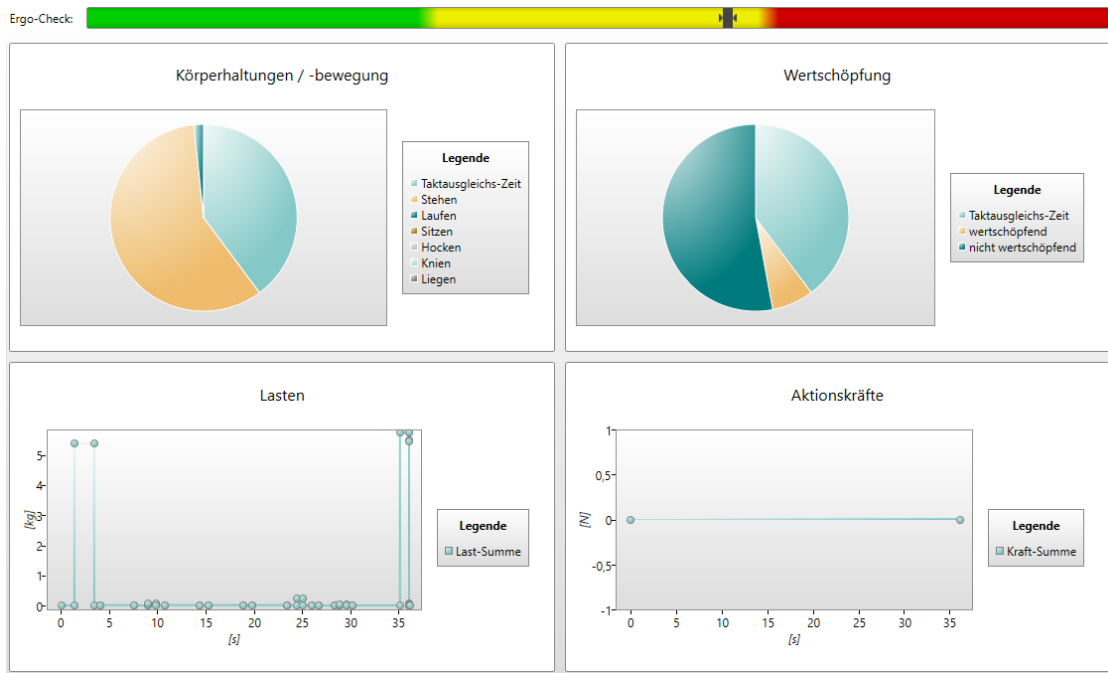 Ergo-Check:
Körperhaltungen / -bewegung
Legende
Taktausgleichs-Zeit
Stehen
Laufen
Sitzen
Hocken
Knien
Liegen
Wertschöpfung
Legende
Taktausgleichs-Zeit
wertschöpfend
nicht wertschöpfend
Lasten
[kg]
5
4
3
2
1
0
0 5 10 15 20 25 30 35
[s]
Legende
Last-Summe
Aktionskräfte
[N]
1
0,5
0
-0,5
-1
0 5 10 15 20 25 30 35
[s]
Legende
Kraft-Summe